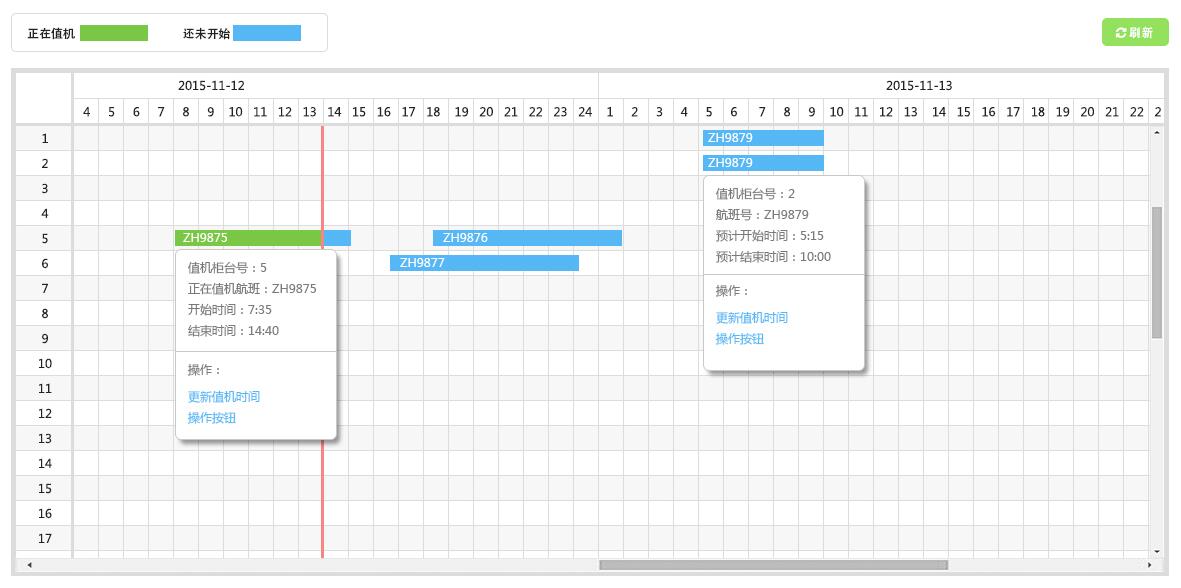 正在值机 还未开始 刷新
2015-11-12 2015-11-13
4 5 6 7 8 9 10 11 12 13 14 15 16 17 18 19 20 21 22 23 24 1 2 3 4 5 6 7 8 9 10 11 12 13 14 15 16 17 18 19 20 21 22 2
1 ZH9879
2 ZH9879
3
4
5 ZH9875 ZH9876
6 ZH9877
7
8
9
10
11
12
13
14
15
16
17
值机柜台号：5
正在值机航班：ZH9875
开始时间：7:35
结束时间：14:40
操作：
更新值机时间
操作按钮
值机柜台号：2
航班号：ZH9879
预计开始时间：5:15
预计结束时间：10:00
操作：
更新值机时间
操作按钮